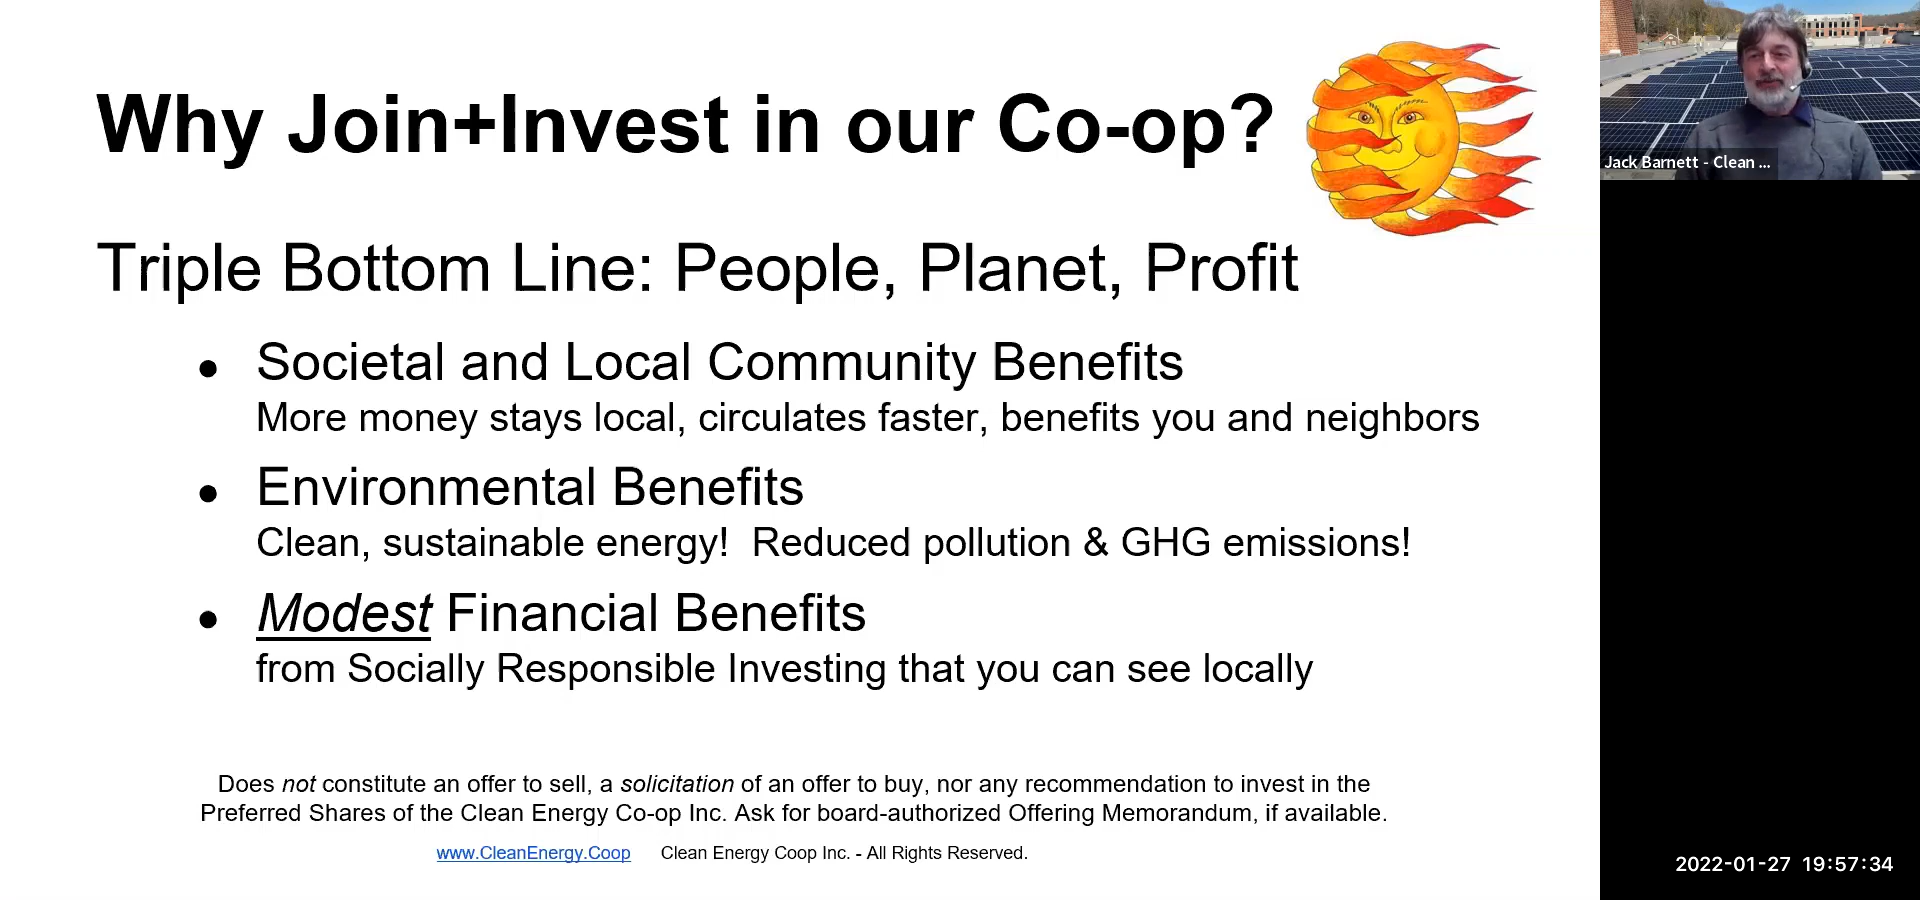 Why Join+Invest in our Co-op?
Triple Bottom Line: People, Planet, Profit
● Societal and Local Community Benefits
More money stays local, circulates faster, benefits you and neighbors
● Environmental Benefits
Clean, sustainable energy!  Reduced pollution & GHG emissions!
● Modest Financial Benefits
from Socially Responsible Investing that you can see locally
Does not constitute an offer to sell, a solicitation of an offer to buy, nor any recommendation to invest in the
Preferred Shares of the Clean Energy Co-op Inc. Ask for board-authorized Offering Memorandum, if available.
www.CleanEnergy.Coop Clean Energy Coop Inc. - All Rights Reserved.
Jack Barnett - Clean ...
2022-01-27 19:57:34